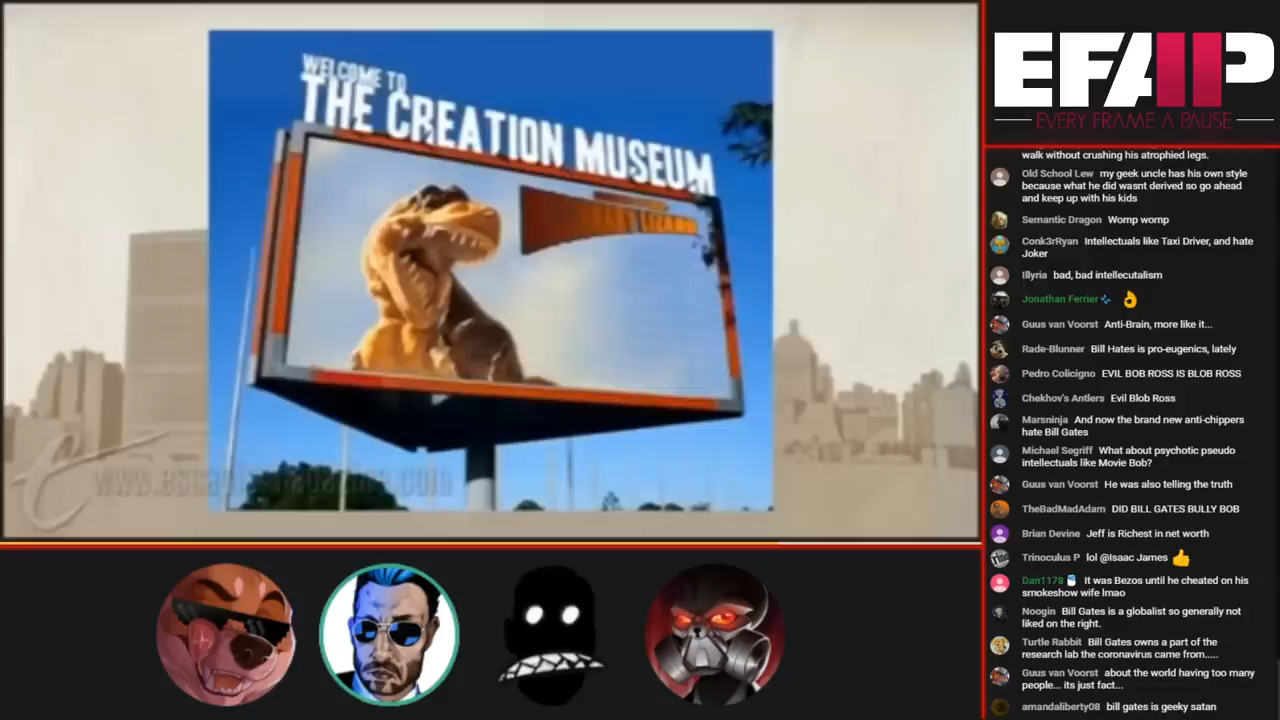 WELCOME TO
THE CREATION MUSEUM
LIZARD
EFAP
EVERY FRAME A PAUSE
walk without crushing his atrophied legs.
Old School Lew my geek uncle has his own style
because what he did wasnt derived so go ahead
and keep up with his kids
Semantic Dragon Womp womp
Conk3rRyan Intellectuals like Taxi Driver, and hate
Joker
Illyria bad, bad intellecutalism
Jonathan Ferrier 👌
Guus van Voorst Anti-Brain, more like it...
Rade-Blunner Bill Hates is pro-eugenics, lately
Pedro Colicigno EVIL BOB ROSS IS BLOB ROSS
Chekhov's Antlers Evil Blob Ross
Marsninja And now the brand new anti-chippers
hate Bill Gates
Michael Segriff What about psychotic pseudo
intellectuals like Movie Bob?
Guus van Voorst He was also telling the truth
TheBadMadAdam DID BILL GATES BULLY BOB
Brian Devine Jeff is Richest in net worth
Trinoculus P lol @Isaac James 👍
Dan1178 It was Bezos until he cheated on his
smokeshow wife lmao
Noogin Bill Gates is a globalist so generally not
liked on the right.
Turtle Rabbit Bill Gates owns a part of the
research lab the coronavirus came from.....
Guus van Voorst about the world having too many
people... its just fact...
amandaliberty08 bill gates is geeky satan